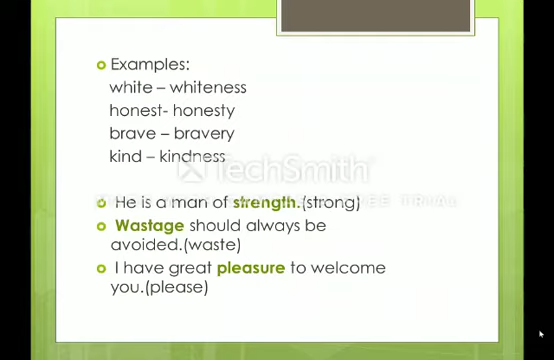 Examples:
white – whiteness
honest- honesty
brave – bravery
kind – kindness
TechSmith
He is a man of strength.(strong)
Wastage should always be
avoided.(waste)
I have great pleasure to welcome
you.(please)